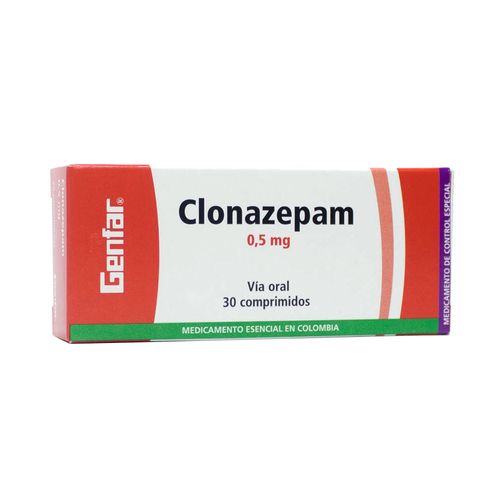 Genfar®
Clonazepam
0,5 mg
Vía oral
30 comprimidos
MEDICAMENTO ESENCIAL EN COLOMBIA
MEDICAMENTO DE CONTROL ESPECIAL